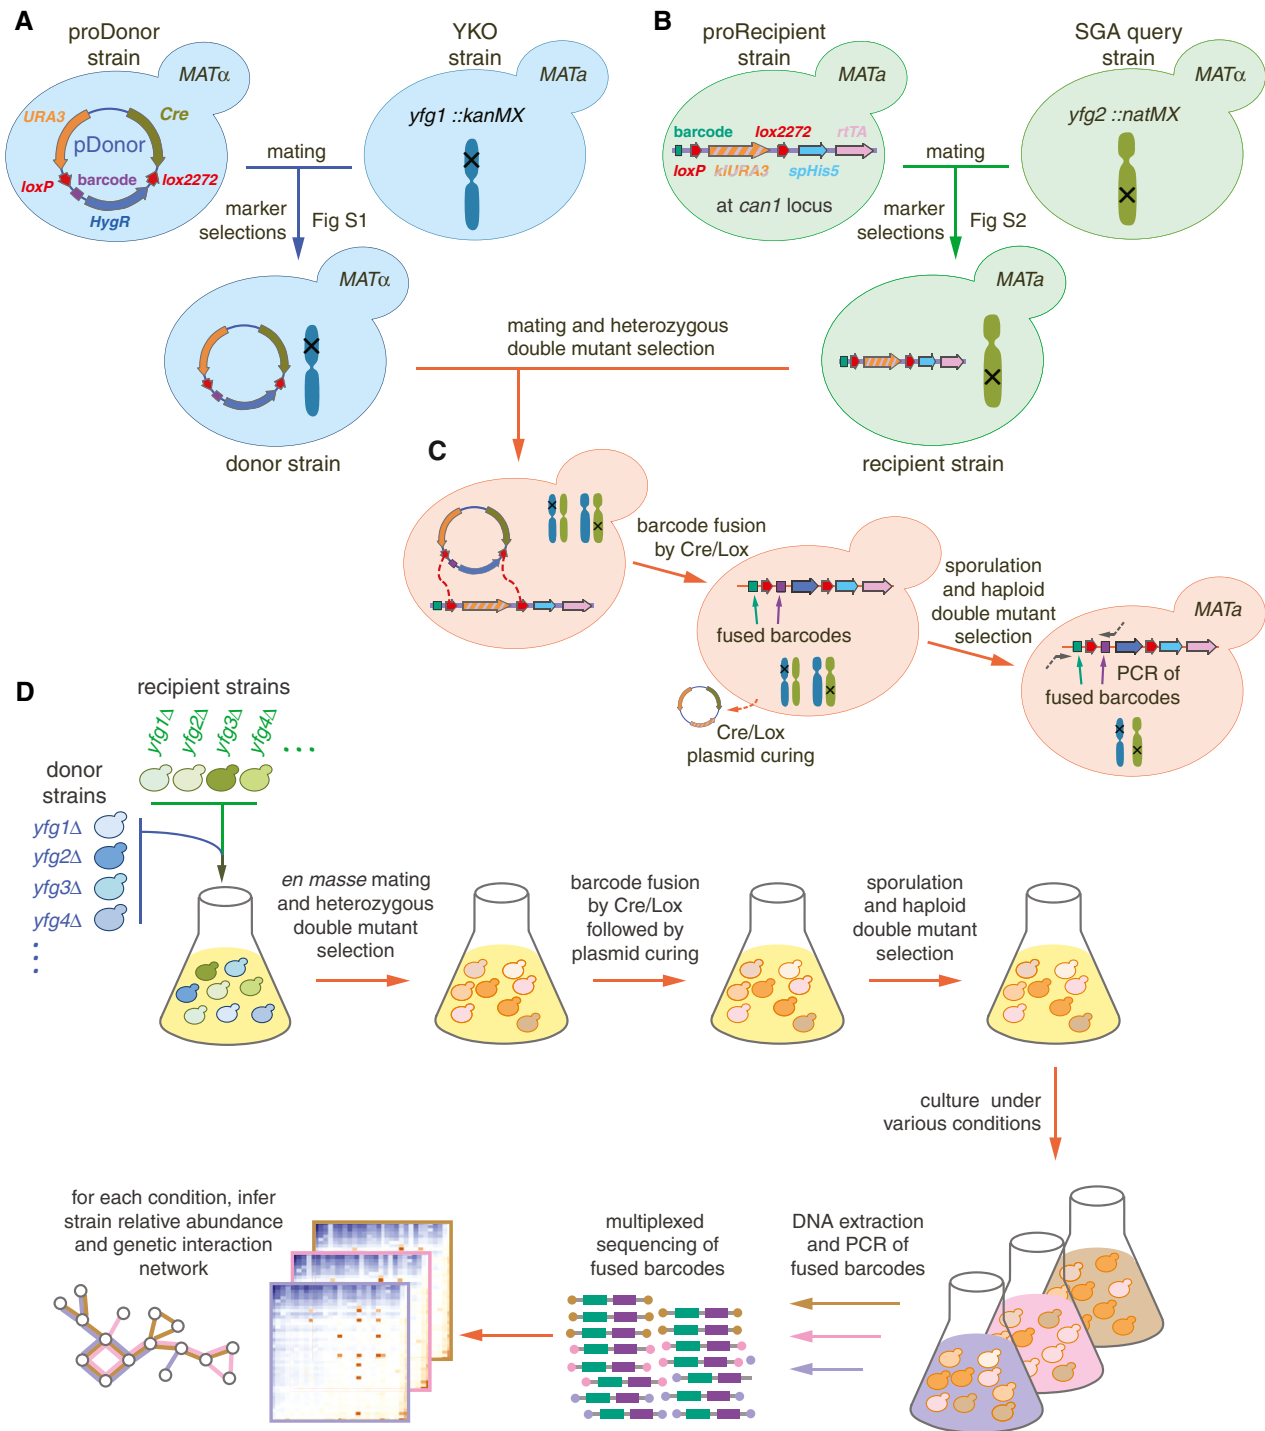 A
proDonor
strain
MATα
URA3
Cre
pDonor
loxP
barcode
lox2272
HygR
YKO
strain
MATa
yfg1 ::kanMX
mating
marker
selections
Fig S1
MATα
donor strain
B
proRecipient
strain
MATa
barcode
lox2272
rtTA
loxP
klURA3
spHis5
at can1 locus
SGA query
strain
MATα
yfg2 ::natMX
mating
marker
selections
Fig S2
MATa
recipient strain
mating and heterozygous
double mutant selection
C
barcode fusion
by Cre/Lox
fused barcodes
Cre/Lox
plasmid curing
sporulation
and haploid
double mutant
selection
MATa
PCR of
fused barcodes
D
recipient strains
yfg1Δ
yfg2Δ
yfg3Δ
yfg4Δ
...
donor
strains
yfg1Δ
yfg2Δ
yfg3Δ
yfg4Δ
...
en masse mating
and heterozygous
double mutant
selection
barcode fusion
by Cre/Lox
followed by
plasmid curing
sporulation
and haploid
double mutant
selection
culture under
various conditions
DNA extraction
and PCR of
fused barcodes
multiplexed
sequencing of
fused barcodes
for each condition, infer
strain relative abundance
and genetic interaction
network